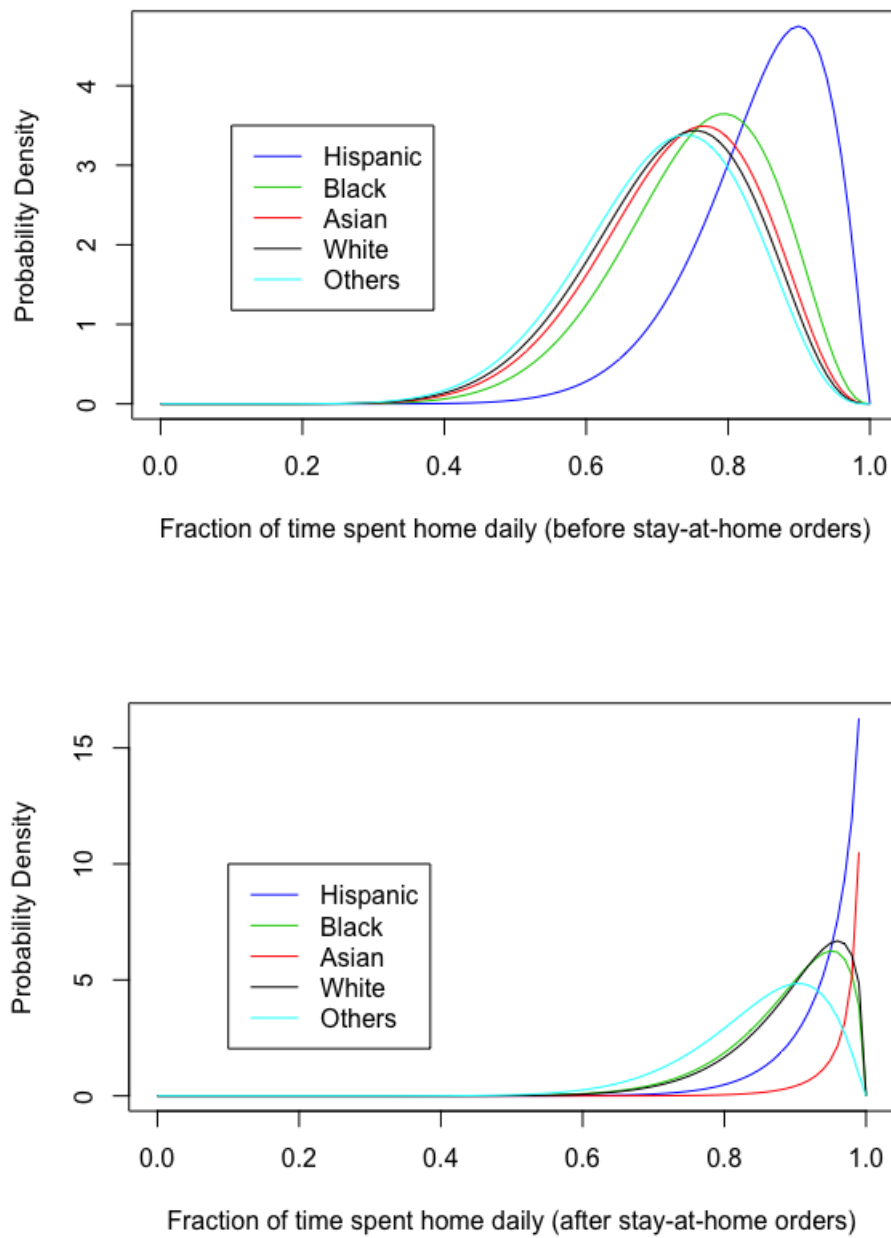 Probability Density
4
3
2
1
0
Hispanic
Black
Asian
White
Others
0.0 0.2 0.4 0.6 0.8 1.0
Fraction of time spent home daily (before stay-at-home orders)
Probability Density
15
10
5
0
Hispanic
Black
Asian
White
Others
0.0 0.2 0.4 0.6 0.8 1.0
Fraction of time spent home daily (after stay-at-home orders)